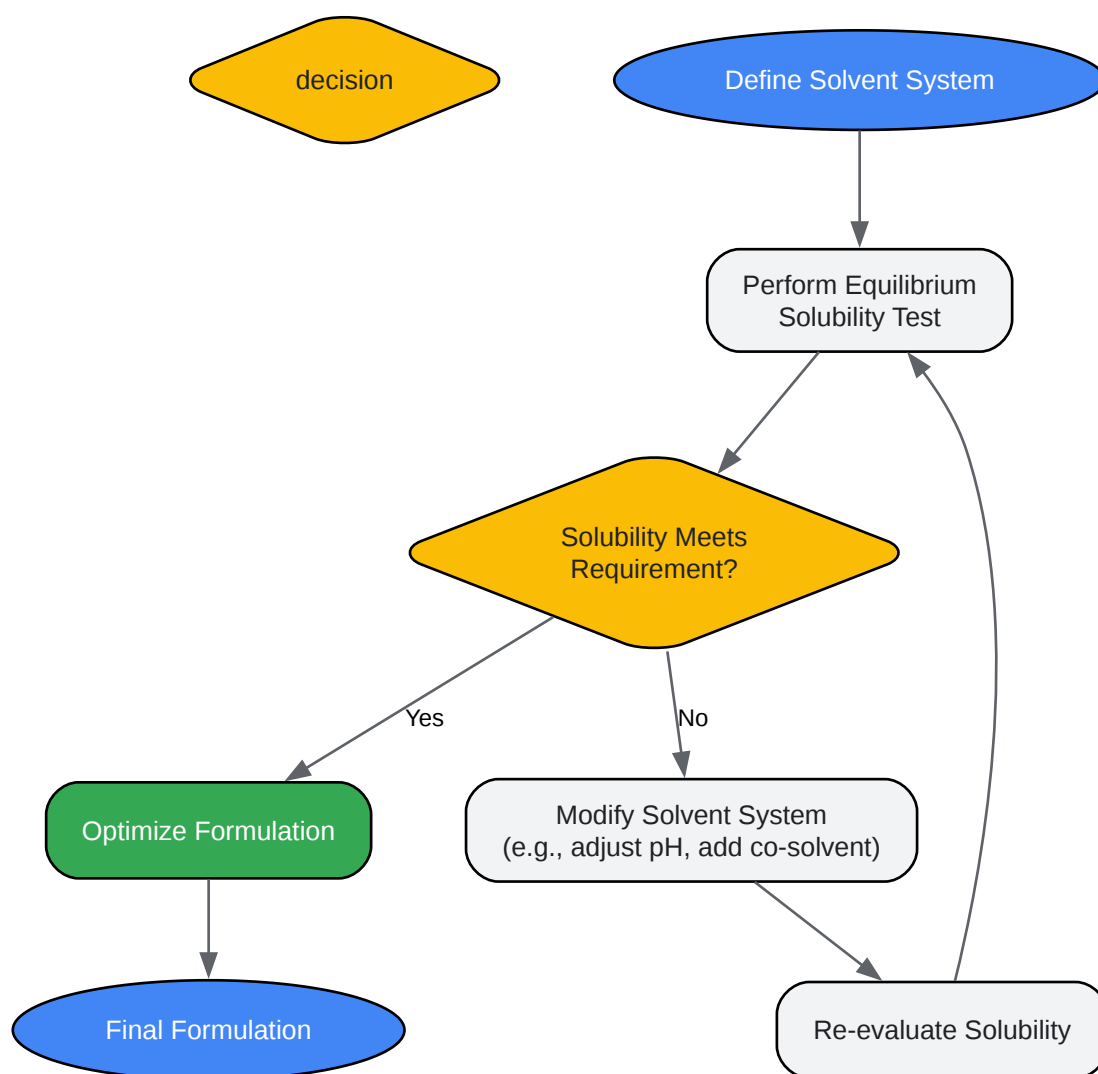 decision
Define Solvent System
Perform Equilibrium
Solubility Test
Solubility Meets
Requirement?
Yes
No
Optimize Formulation
Modify Solvent System
(e.g., adjust pH, add co-solvent)
Final Formulation
Re-evaluate Solubility